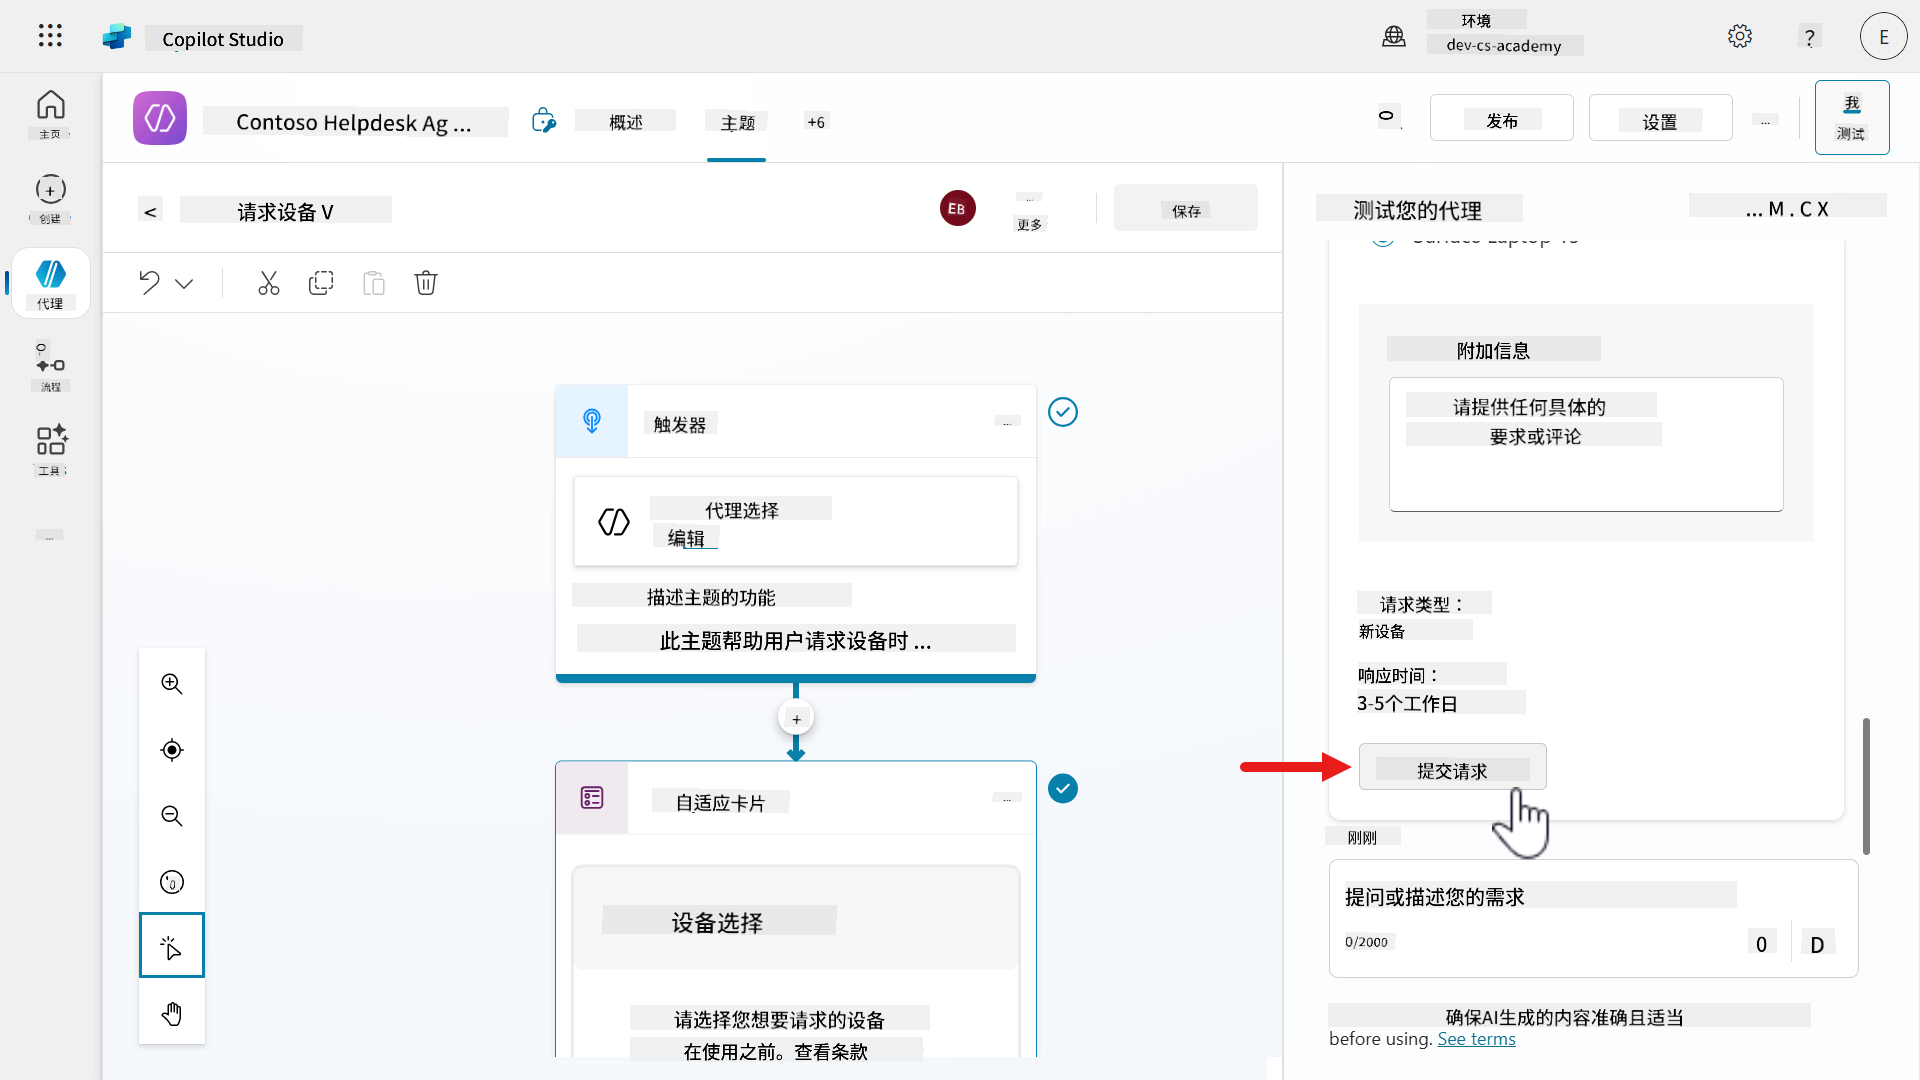 Copilot Studio
环境
dev-cs-academy
?
E
主页
创建
代理
流程
工具
Contoso Helpdesk Ag ...
概述
主题
+6
发布
设置
...
我
测试
<
请求设备 V
EB
...
更多
保存
触发器
...
代理选择
编辑
描述主题的功能
此主题帮助用户请求设备时 ...
+
自适应卡片
...
设备选择
请选择您想要请求的设备
在使用之前。查看条款
测试您的代理
... M . C X
附加信息
请提供任何具体的
要求或评论
请求类型：
新设备
响应时间：
3-5个工作日
提交请求
刚刚
提问或描述您的需求
0/2000
0
D
确保AI生成的内容准确且适当
before using. See terms